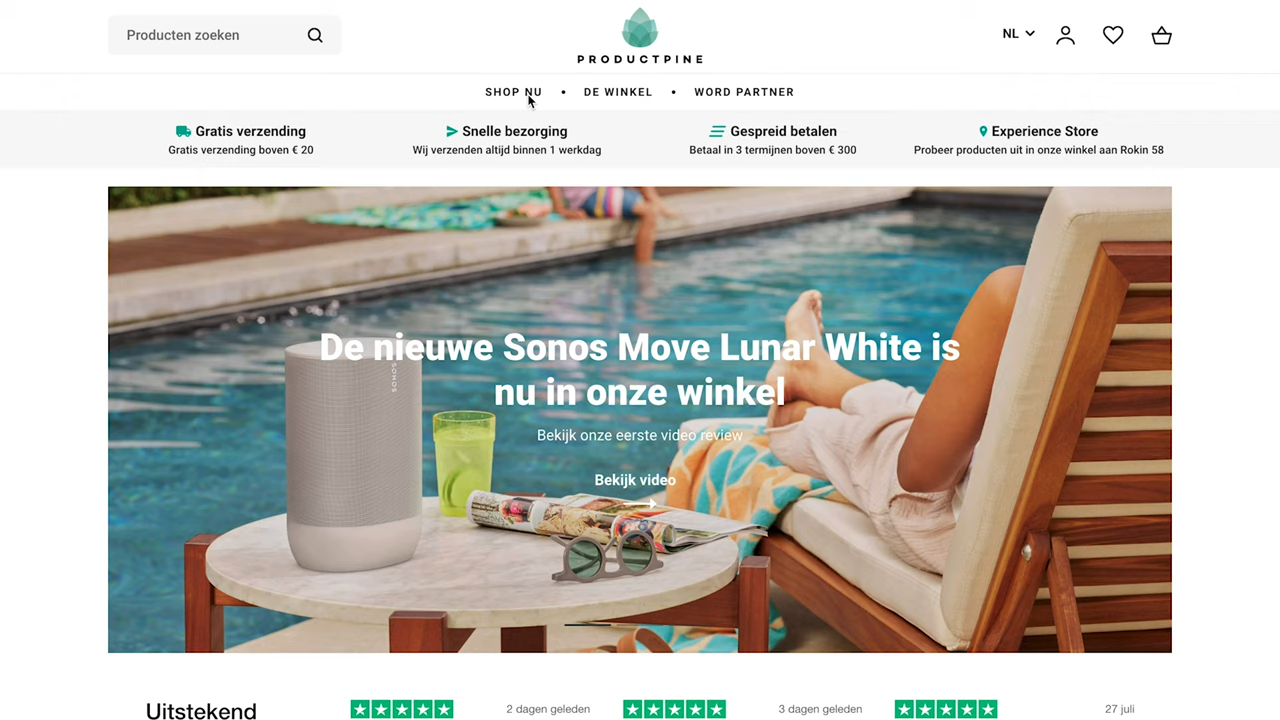 Producten zoeken
PRODUCTPINE
NL
SHOP NU • DE WINKEL • WORD PARTNER
Gratis verzending
Gratis verzending boven € 20
Snelle bezorging
Wij verzenden altijd binnen 1 werkdag
Gespreid betalen
Betaal in 3 termijnen boven € 300
Experience Store
Probeer producten uit in onze winkel aan Rokin 58
De nieuwe Sonos Move Lunar White is
nu in onze winkel
SONOS
Bekijk onze eerste video review
Bekijk video
Uitstekend
2 dagen geleden
3 dagen geleden
27 juli